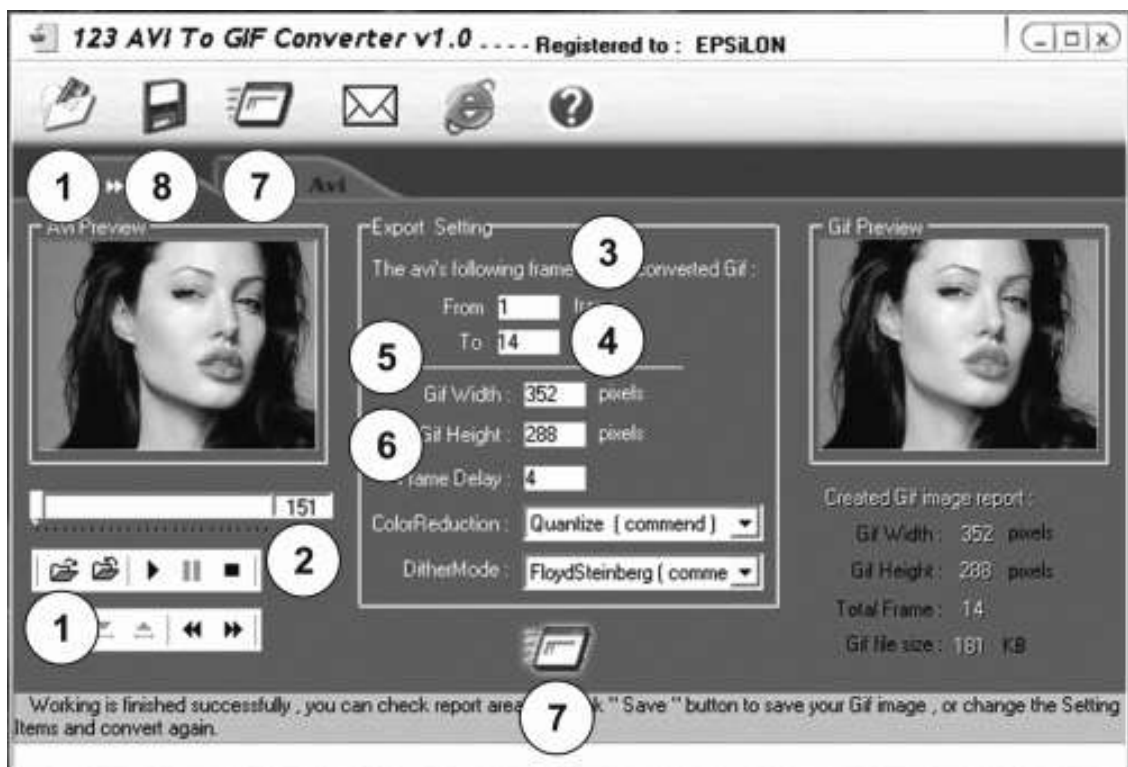 123 AVI To GIF Converter v1.0 .... Registered to : EPSiLON
1 8 7 Avi
Avi Preview
151
2
1
Export Setting
3
The avi's following frame converted Gif :
From 1
To 14
4
5
Gif Width : 352 pixels
6
Gif Height : 288 pixels
Frame Delay : 4
ColorReduction : Quantize ( commend )
DitherMode : FloydSteinberg ( comme
7
Gif Preview
Created Gif image report :
Gif Width : 352 pixels
Gif Height : 288 pixels
Total Frame : 14
Gif file size : 181 KB
Working is finished successfully , you can check report area " Save " button to save your Gif image , or change the Setting
Items and convert again.